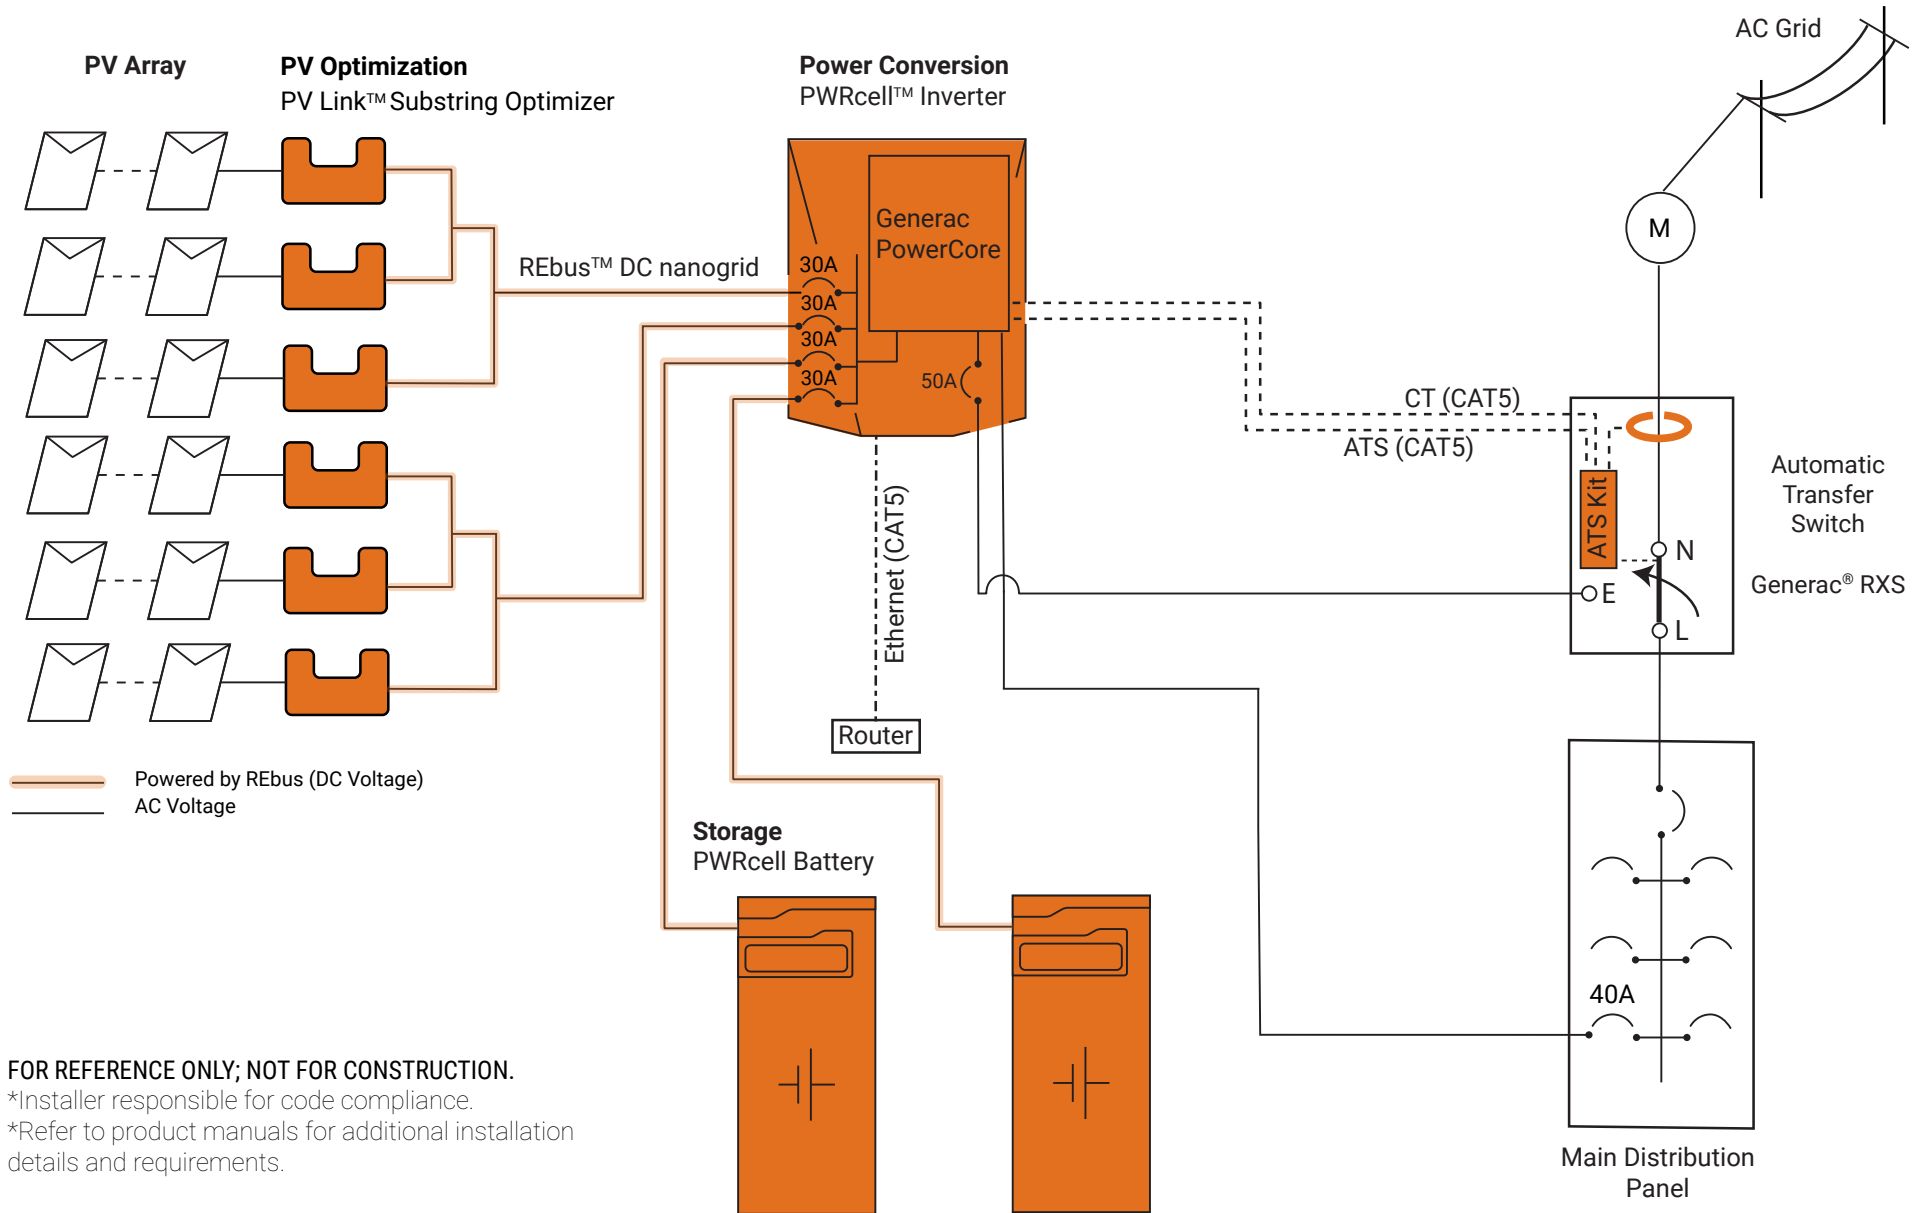 PV Array
PV Optimization
PV Link™ Substring Optimizer
Power Conversion
PWRcell™ Inverter
AC Grid
Generac
PowerCore
M
REbus™ DC nanogrid
30A
30A
30A
30A
50A
CT (CAT5)
ATS (CAT5)
Ethernet (CAT5)
ATS Kit
Automatic
Transfer
Switch
Generac® RXS
N
E
L
Router
Powered by REbus (DC Voltage)
AC Voltage
Storage
PWRcell Battery
40A
FOR REFERENCE ONLY; NOT FOR CONSTRUCTION.
*Installer responsible for code compliance.
*Refer to product manuals for additional installation
details and requirements.
Main Distribution
Panel